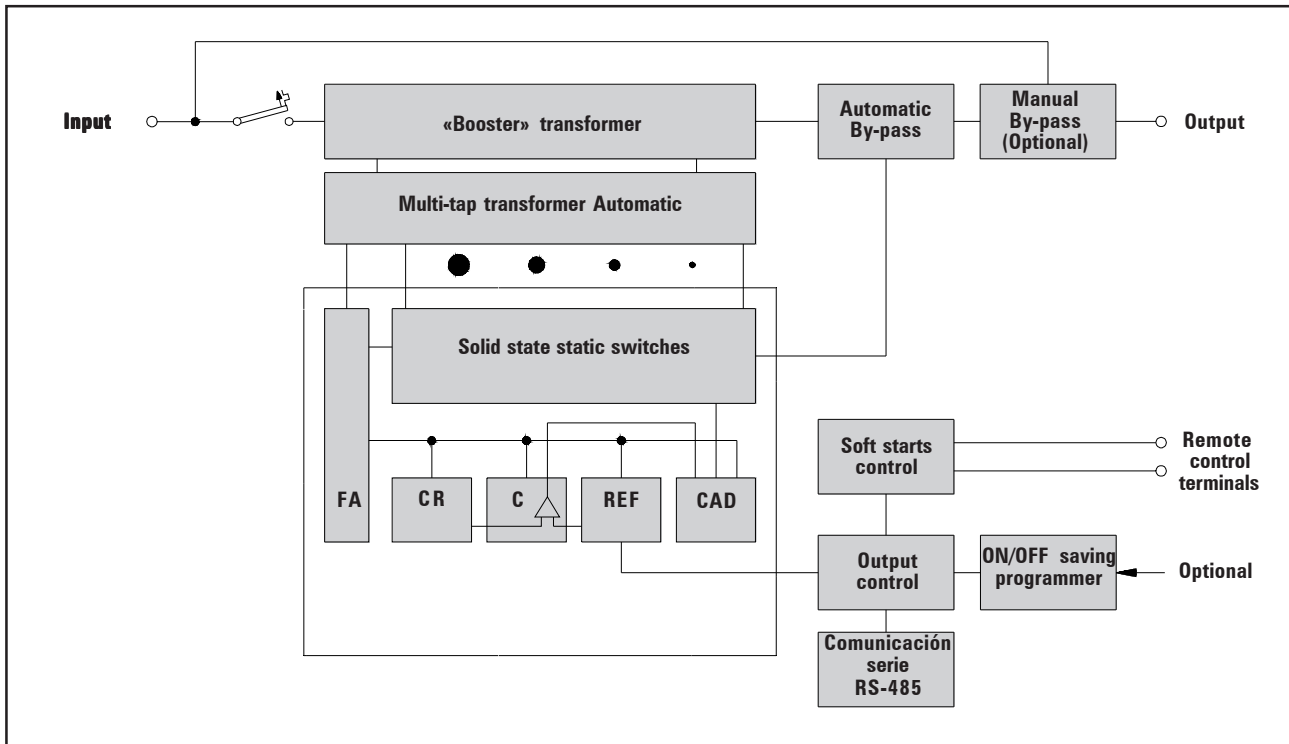 Input
«Booster» transformer
Automatic
By-pass
Manual
By-pass
(Optional)
Output
Multi-tap transformer Automatic
Solid state static switches
FA
CR
C
REF
CAD
Soft starts
control
Remote
control
terminals
Output
control
ON/OFF saving
programmer
Optional
Comunicación
serie
RS-485